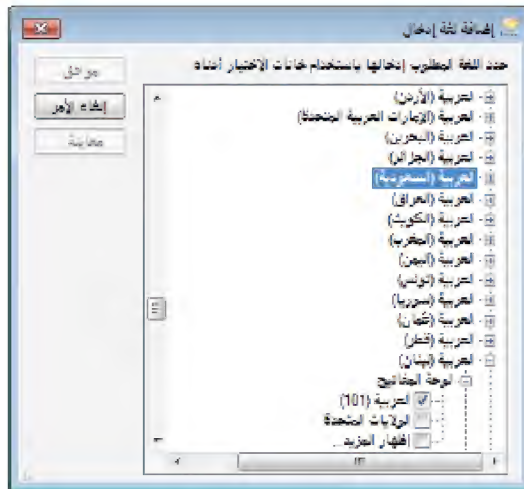 إضافة لغة إدخال
حدد اللغة المطلوب إدخالها باستخدام خانات الاختيار أدناه
موافق
إلغاء الأمر
معاينة
العربية (الأردن)
العربية (الإمارات العربية المتحدة)
العربية (البحرين)
العربية (الجزائر)
العربية (السعودية)
العربية (العراق)
العربية (الكويت)
العربية (المغرب)
العربية (اليمن)
العربية (تونس)
العربية (سوريا)
العربية (عُمان)
العربية (قطر)
العربية (لبنان)
لوحة المفاتيح
العربية (101)
الولايات المتحدة
إظهار المزيد...